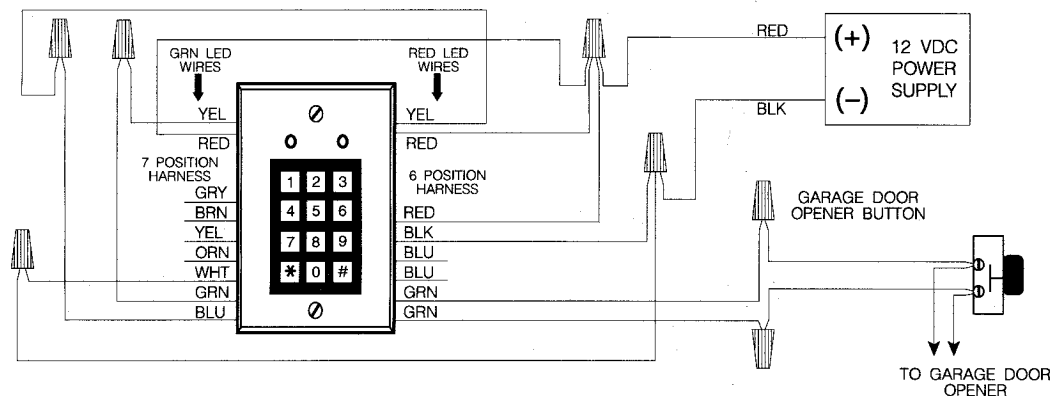 GRN LED
WIRES
RED LED
WIRES
RED
(+)
12 VDC
POWER
SUPPLY
(-)
BLK
YEL
RED
YEL
RED
7 POSITION
HARNESS
GRY
BRN
YEL
ORN
WHT
GRN
BLU
1 2 3
4 5 6
7 8 9
* 0 #
6 POSITION
HARNESS
RED
BLK
BLU
BLU
GRN
GRN
GARAGE DOOR
OPENER BUTTON
TO GARAGE DOOR
OPENER